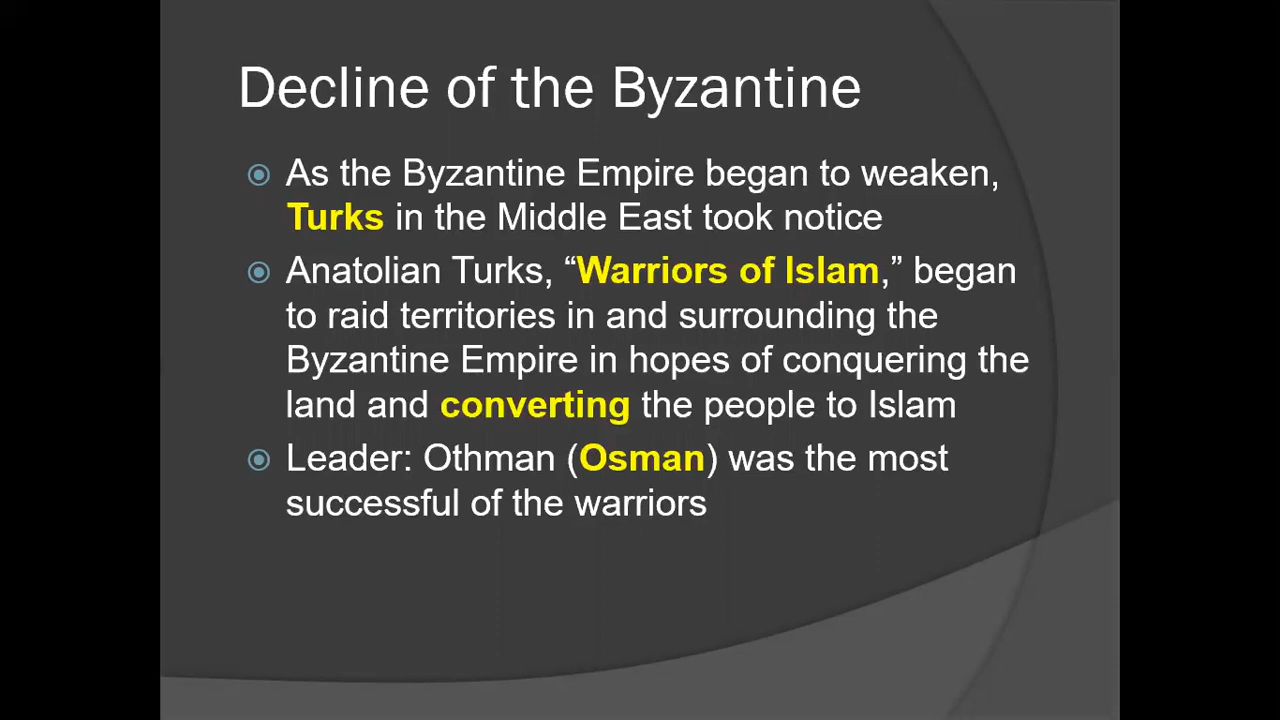 Decline of the Byzantine
As the Byzantine Empire began to weaken,
Turks in the Middle East took notice
Anatolian Turks, “Warriors of Islam,” began
to raid territories in and surrounding the
Byzantine Empire in hopes of conquering the
land and converting the people to Islam
Leader: Othman (Osman) was the most
successful of the warriors